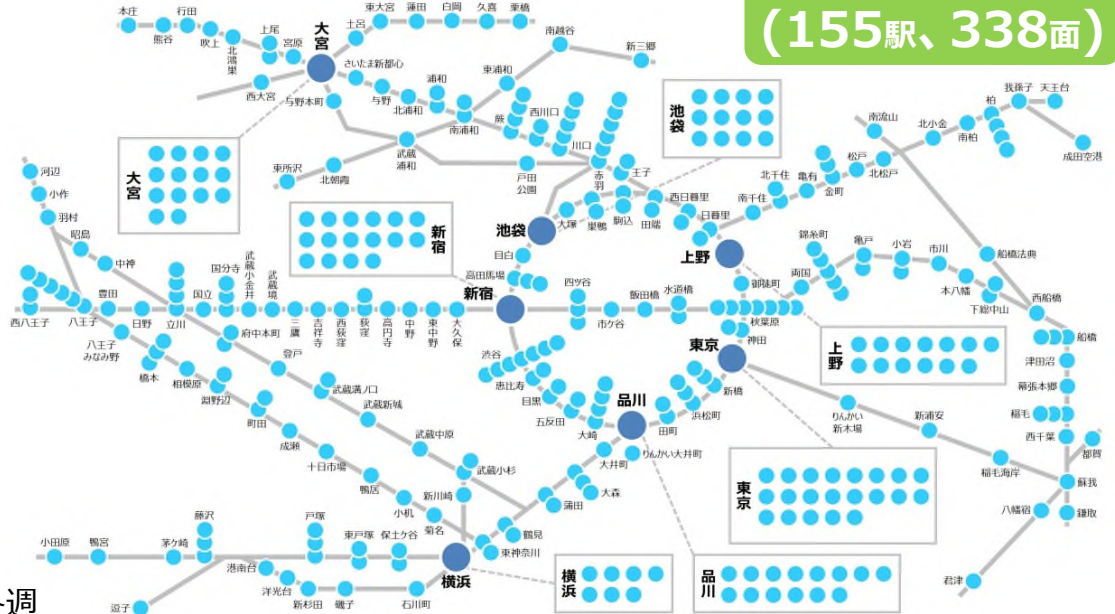 (155駅、338面)
本庄
熊谷
行田
吹上
北鴻巣
上尾
宮原
大宮
土呂
東大宮
蓮田
白岡
久喜
栗橋
西大宮
さいたま新都心
与野
与野本町
北浦和
浦和
南浦和
東浦和
南越谷
新三郷
蕨
西川口
川口
赤羽
王子
武蔵浦和
戸田公園
北朝霞
東所沢
大宮
池袋
新宿
池袋
大塚
巣鴨
駒込
田端
西日暮里
日暮里
上野
南千住
北千住
亀有
金町
松戸
北松戸
北小金
南流山
南柏
柏
我孫子
天王台
成田空港
河辺
小作
羽村
昭島
中神
西八王子
八王子
豊田
日野
立川
国立
国分寺
武蔵小金井
武蔵境
三鷹
吉祥寺
西荻窪
荻窪
高円寺
中野
東中野
大久保
新宿
目白
高田馬場
四ツ谷
市ケ谷
飯田橋
水道橋
秋葉原
御徒町
神田
両国
錦糸町
亀戸
小岩
市川
本八幡
下総中山
西船橋
船橋法典
船橋
津田沼
幕張本郷
稲毛
西千葉
都賀
蘇我
鎌取
八幡宿
君津
稲毛海岸
新浦安
りんかい
新木場
東京
新橋
浜松町
田町
品川
りんかい大井町
大井町
大森
蒲田
鶴見
東神奈川
大崎
五反田
目黒
恵比寿
渋谷
府中本町
登戸
武蔵溝ノ口
武蔵新城
武蔵中原
武蔵小杉
新川崎
八王子みなみ野
橋本
相模原
淵野辺
町田
成瀬
十日市場
鴨居
小机
菊名
横浜
小田原
鴨宮
茅ケ崎
藤沢
戸塚
東戸塚
保土ケ谷
港南台
洋光台
新杉田
磯子
石川町
逗子
上野
東京
品川
横浜
調